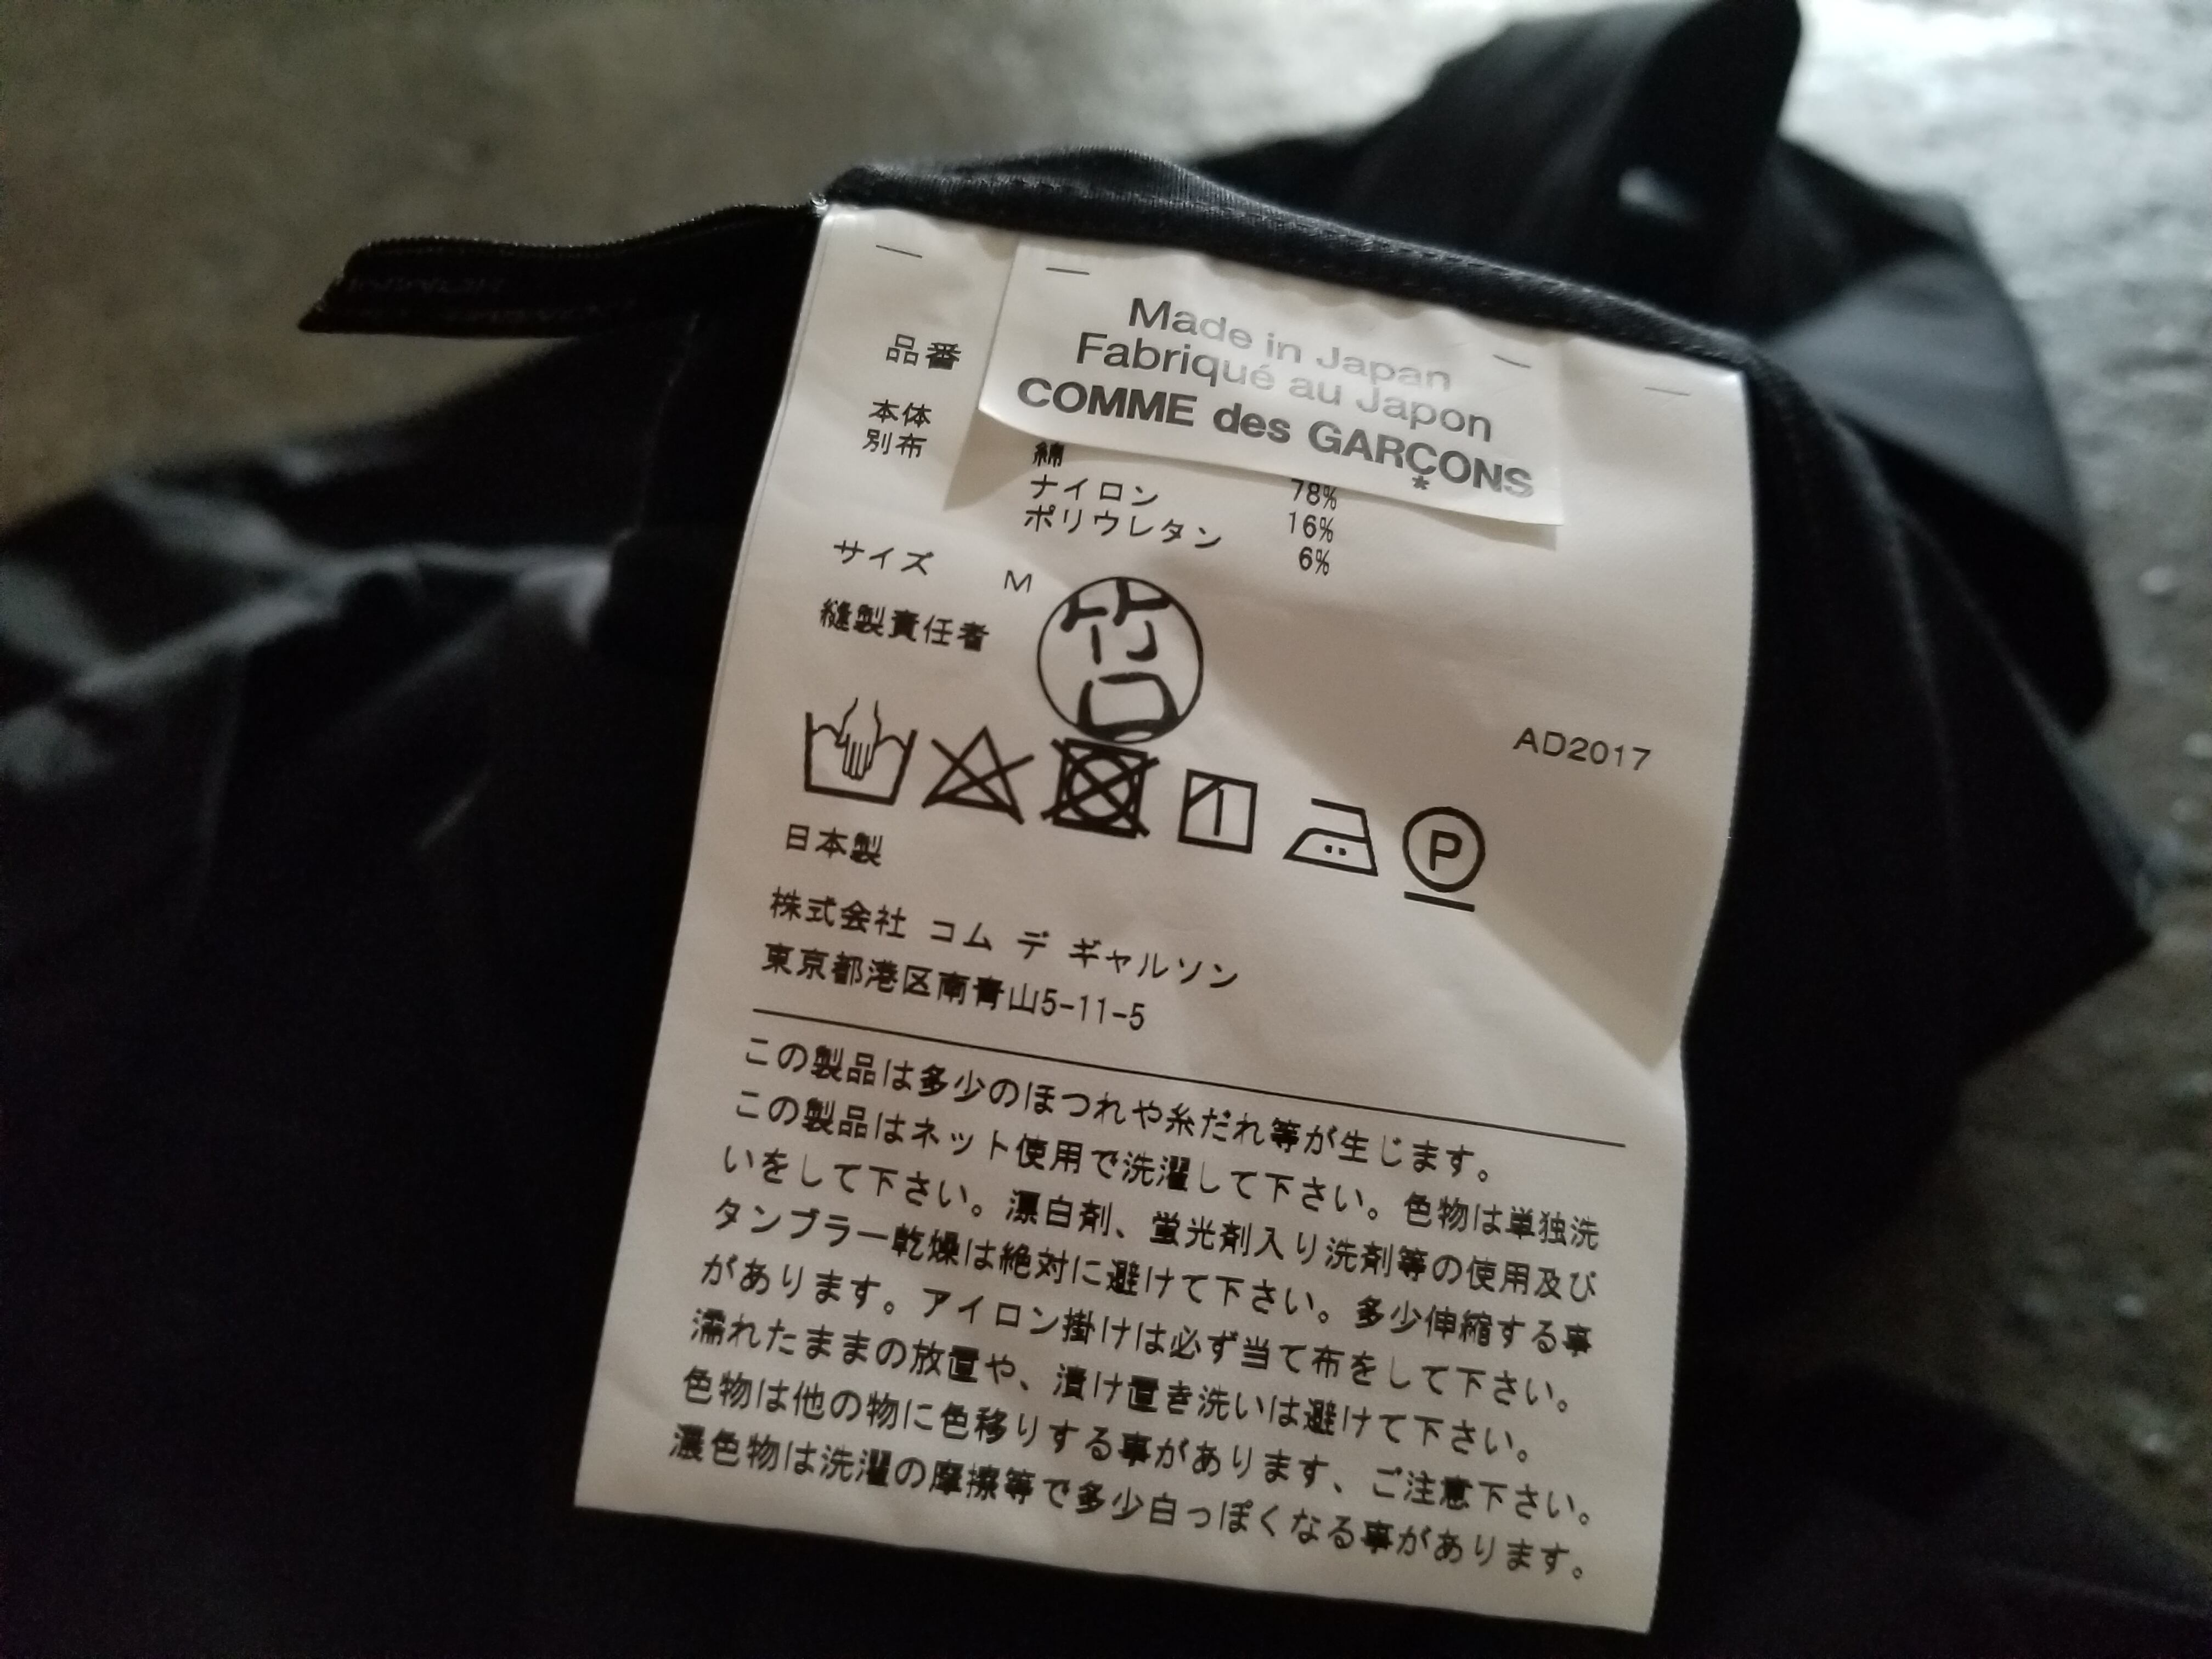 Made in Japan
Fabriqué au Japon
COMME des GARÇONS
*
品番
本体
別布
綿 78%
ナイロン 16%
ポリウレタン 6%
サイズ M
縫製責任者
竹口
AD2017
P
日本製
株式会社 コム デ ギャルソン
東京都港区南青山5-11-5
この製品は多少のほつれや糸だれ等が生じます。
この製品はネット使用で洗濯して下さい。色物は単独洗
いをして下さい。漂白剤、蛍光剤入り洗剤等の使用及び
タンブラー乾燥は絶対に避けて下さい。多少伸縮する事
があります。アイロン掛けは必ず当て布をして下さい。
濡れたままの放置や、漬け置き洗いは避けて下さい。
色物は他の物に色移りする事があります、ご注意下さい。
濃色物は洗濯の摩擦等で多少白っぽくなる事があります。